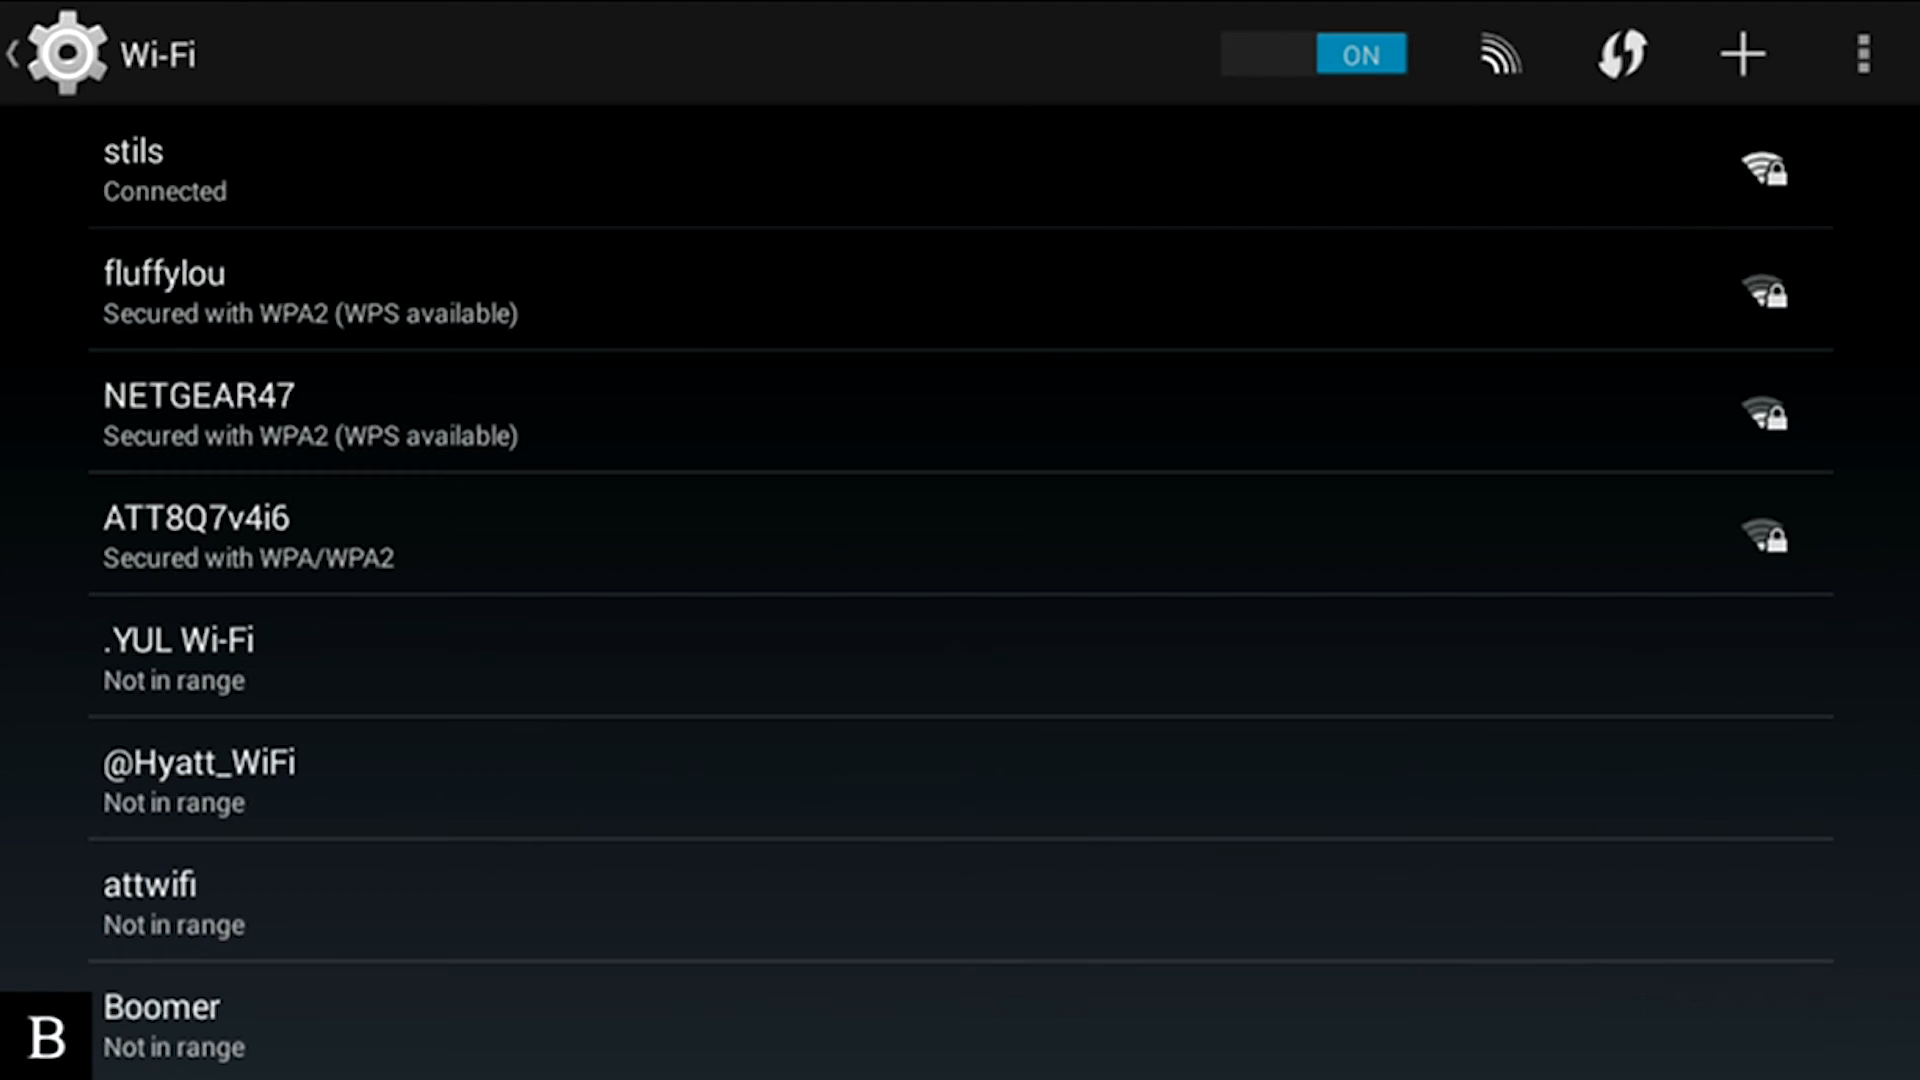 Wi-Fi
ON
stils
Connected
fluffylou
Secured with WPA2 (WPS available)
NETGEAR47
Secured with WPA2 (WPS available)
ATT8Q7v4i6
Secured with WPA/WPA2
.YUL Wi-Fi
Not in range
@Hyatt_WiFi
Not in range
attwifi
Not in range
Boomer
Not in range
B